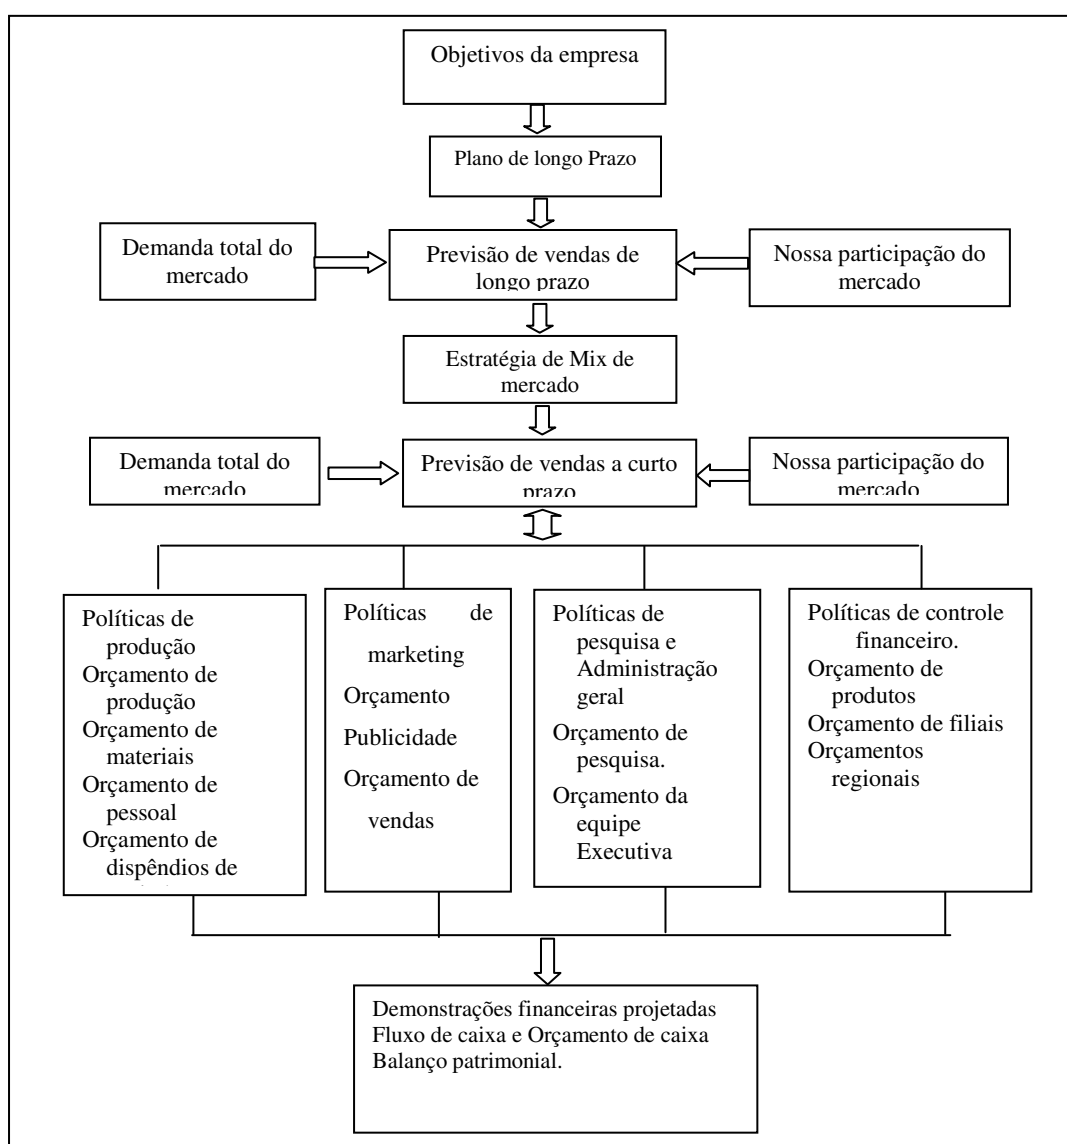 Objetivos da empresa
Plano de longo Prazo
Demanda total do
mercado
Previsão de vendas de
longo prazo
Nossa participação do
mercado
Estratégia de Mix de
mercado
Demanda total do
mercado
Previsão de vendas a curto
prazo
Nossa participação do
mercado
Políticas de
produção
Orçamento de
produção
Orçamento de
materiais
Orçamento de
pessoal
Orçamento de
dispêndios de
Políticas de
marketing
Orçamento
Publicidade
Orçamento de
vendas
Políticas de
pesquisa e
Administração
geral
Orçamento de
pesquisa.
Orçamento da
equipe
Executiva
Políticas de controle
financeiro.
Orçamento de
produtos
Orçamento de filiais
Orçamentos
regionais
Demonstrações financeiras projetadas
Fluxo de caixa e Orçamento de caixa
Balanço patrimonial.